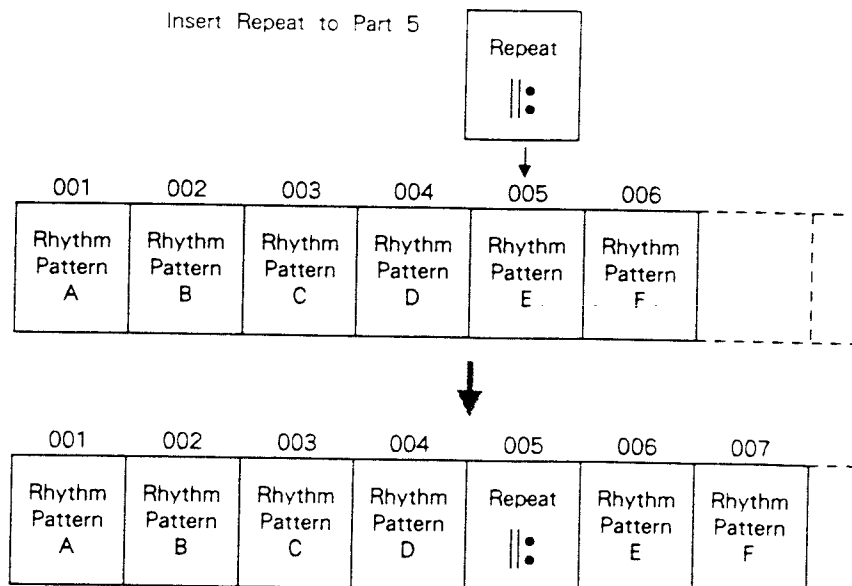 Insert Repeat to Part 5
Repeat
001 002 003 004 005 006
Rhythm Rhythm Rhythm Rhythm Rhythm Rhythm
Pattern Pattern Pattern Pattern Pattern Pattern
A B C D E F
001 002 003 004 005 006 007
Rhythm Rhythm Rhythm Rhythm Repeat Rhythm Rhythm
Pattern Pattern Pattern Pattern Pattern Pattern
A B C D E F